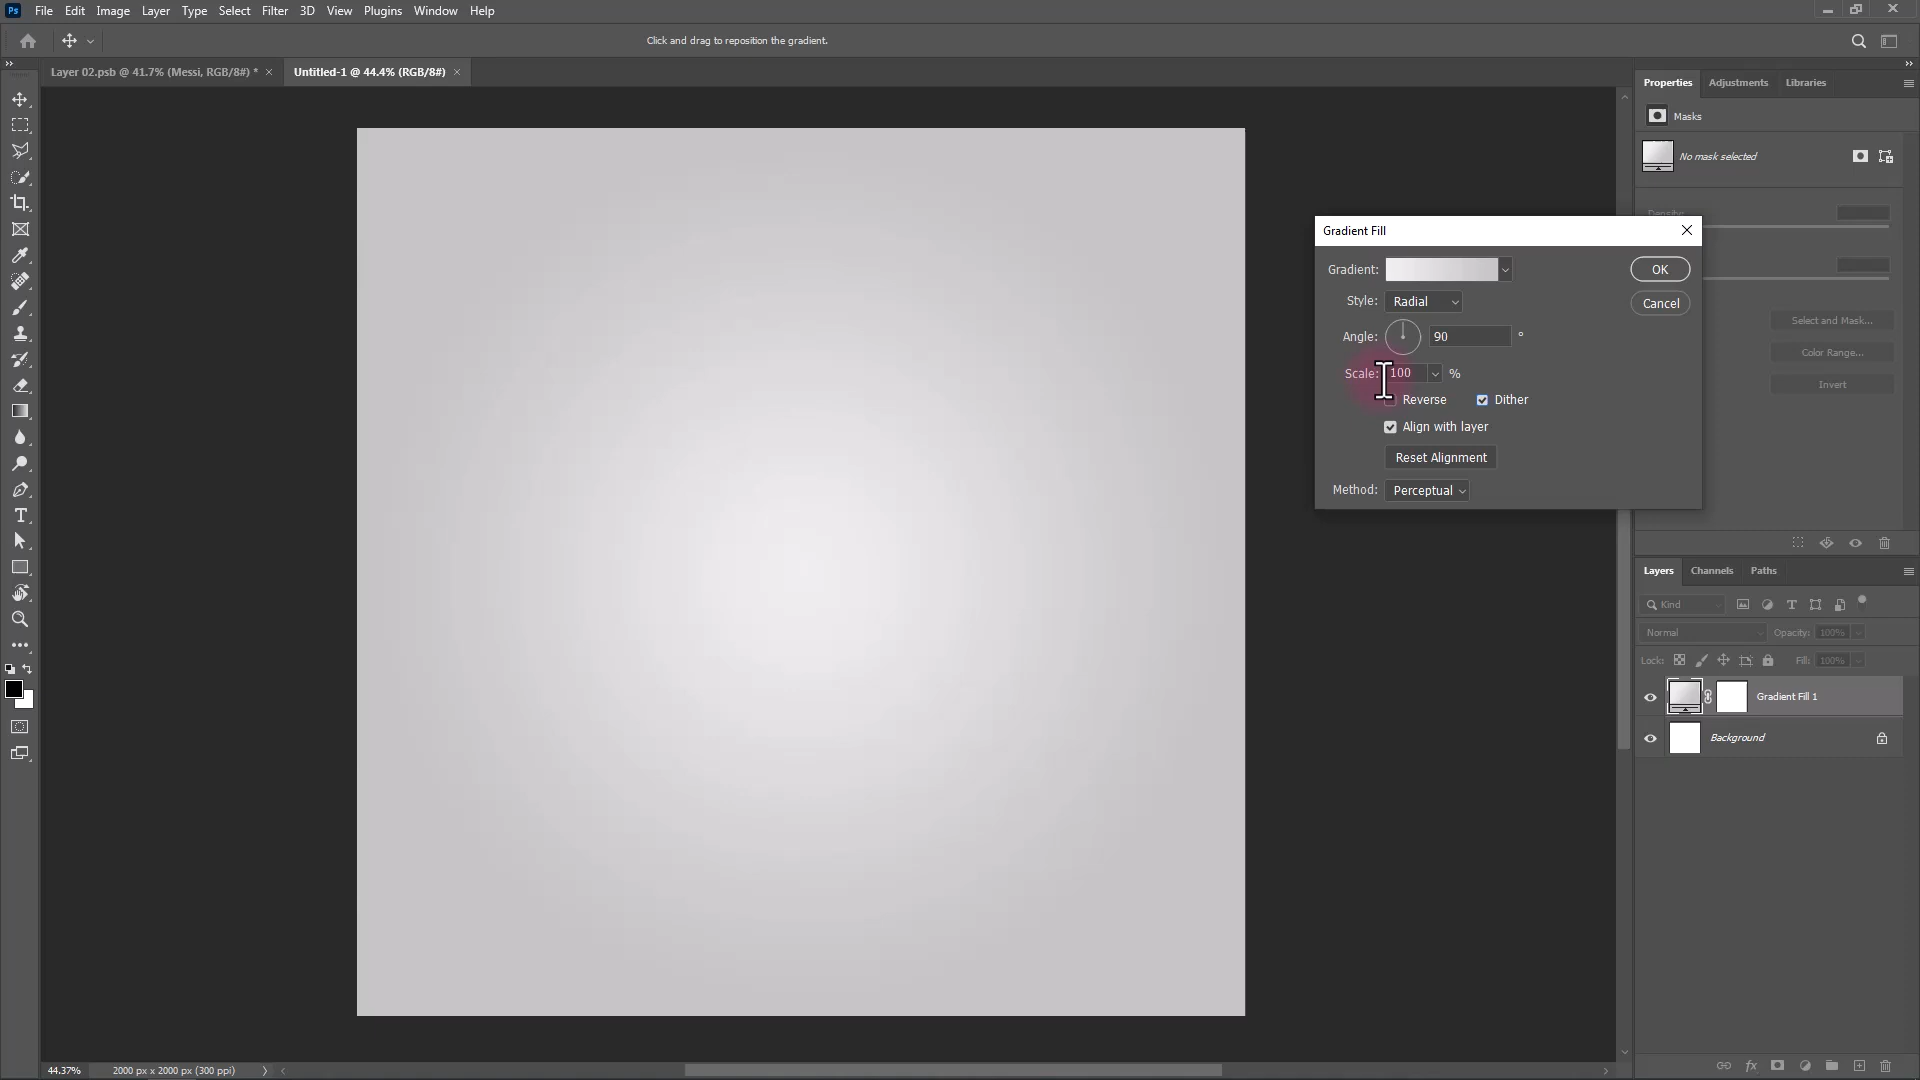 Ps File Edit Image Layer Type Select Filter 3D View Plugins Window Help
Click and drag to reposition the gradient.
Layer 02.psb @ 41.7% (Messi, RGB/8#) * × Untitled-1 @ 44.4% (RGB/8#) ×
Properties Adjustments Libraries
Masks
No mask selected
Density:
Gradient Fill
Gradient: OK
Style: Radial Cancel
Angle: 90 °
Scale: 100 %
Reverse Dither
Align with layer
Reset Alignment
Method: Perceptual
Select and Mask...
Color Range...
Invert
Layers Channels Paths
Kind
Normal Opacity: 100%
Lock: Fill: 100%
Gradient Fill 1
Background
44.37% 2000 px x 2000 px (300 ppi)